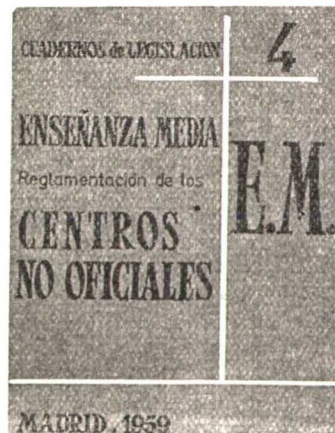 CUADERNOS de LEGISLACION
4
ENSEÑANZA MEDIA
Reglamentación de los
CENTROS
NO OFICIALES
E.M.
MADRID, 1959